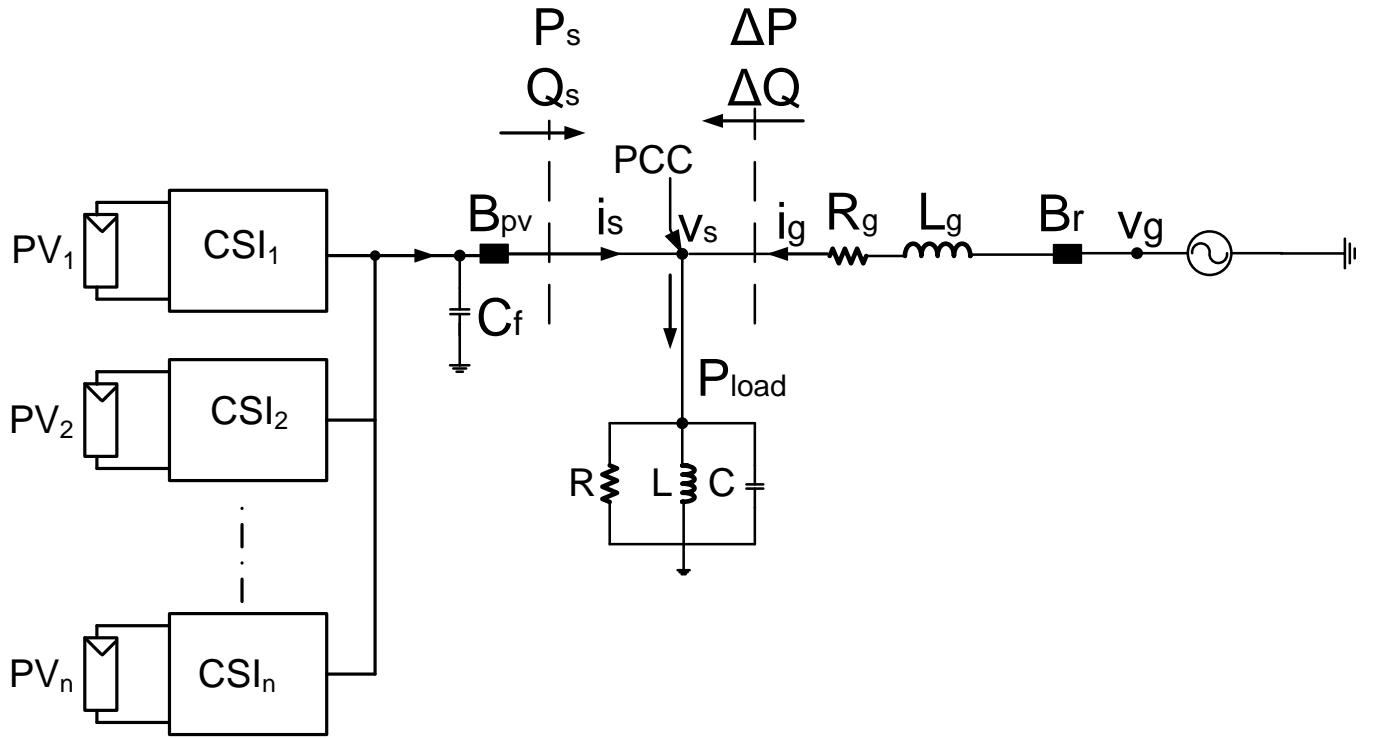 Ps
Qs
ΔP
ΔQ
PCC
PV1
CSI1
Bpv
is
vs
ig
Rg
Lg
Br
vg
Cf
PV2
CSI2
Pload
R
L
C
PVn
CSIn